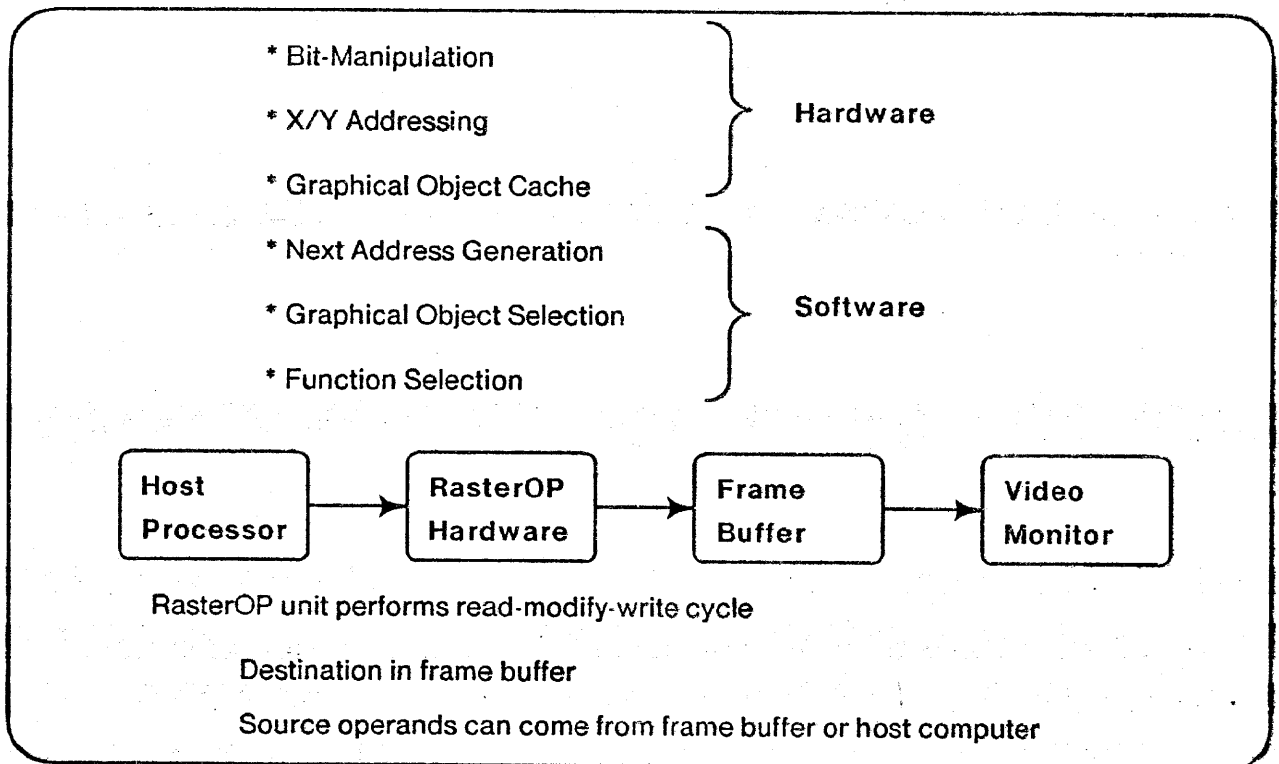 * Bit-Manipulation
* X/Y Addressing
Hardware
* Graphical Object Cache
* Next Address Generation
* Graphical Object Selection
Software
* Function Selection
Host
Processor
RasterOP
Hardware
Frame
Buffer
Video
Monitor
RasterOP unit performs read-modify-write cycle
Destination in frame buffer
Source operands can come from frame buffer or host computer